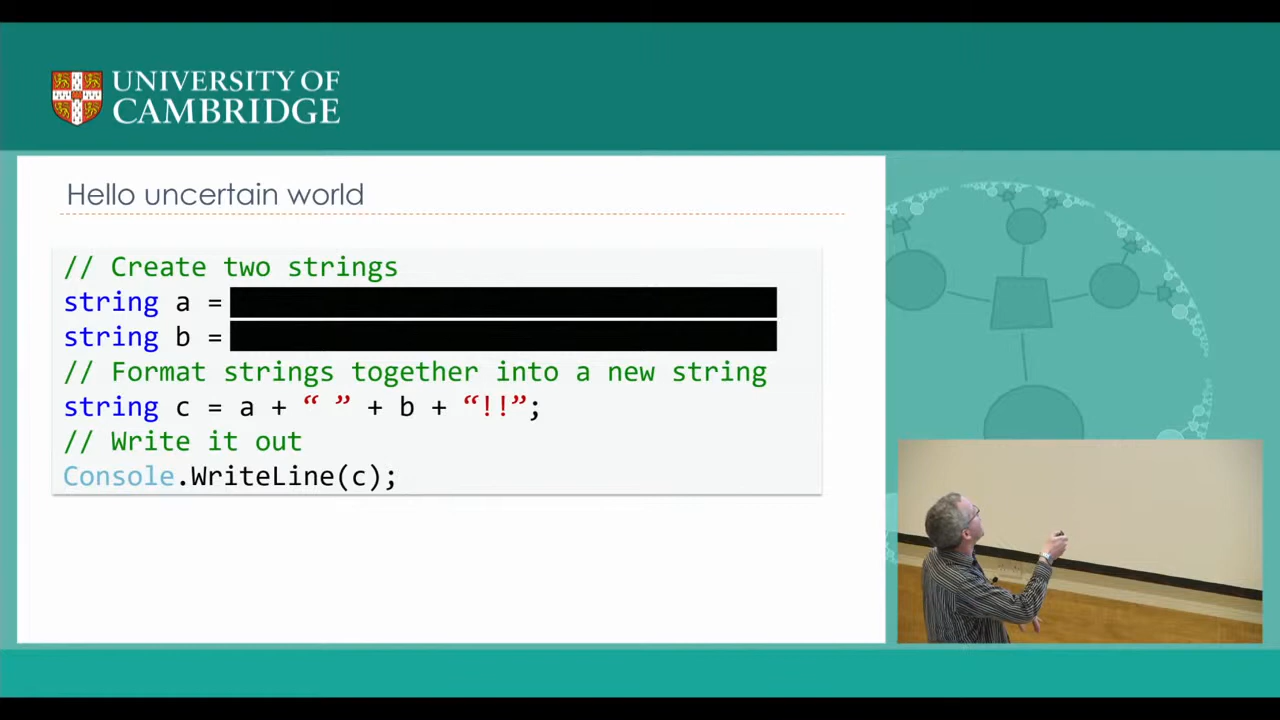 UNIVERSITY OF
CAMBRIDGE
Hello uncertain world
// Create two strings
string a =
string b =
// Format strings together into a new string
string c = a + “ ” + b + “!!”;
// Write it out
Console.WriteLine(c);